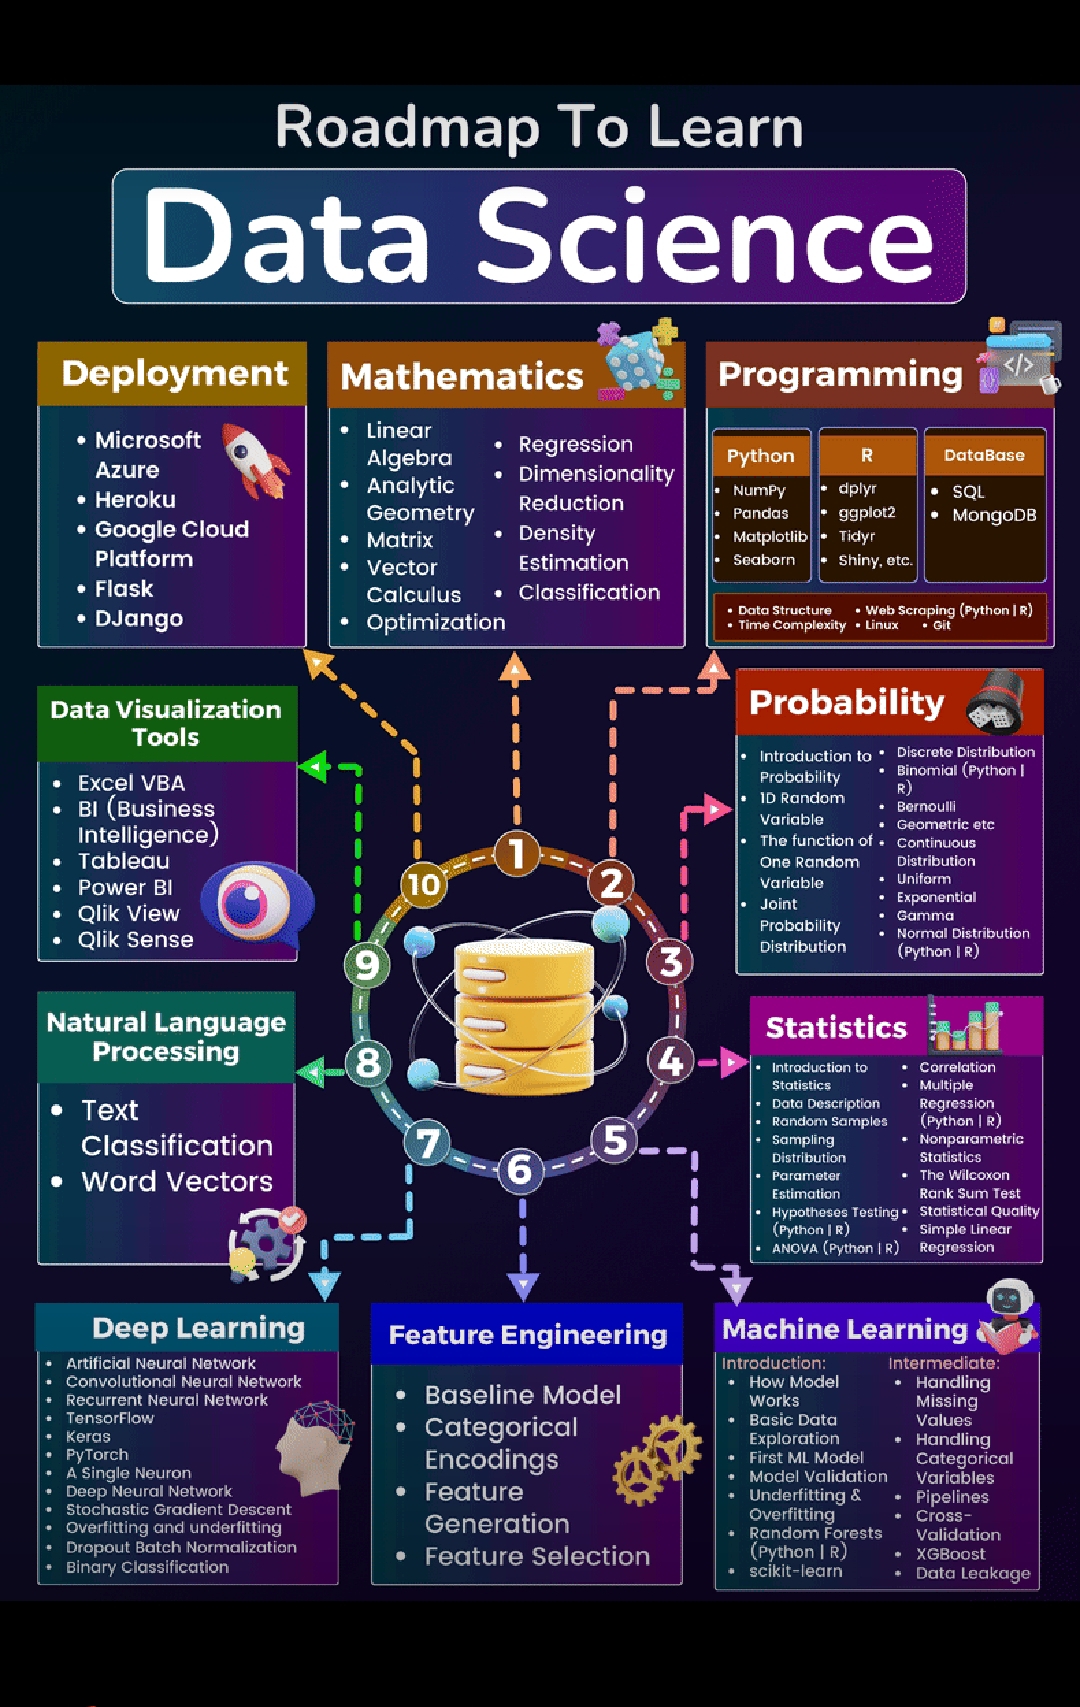 Roadmap To Learn
Data Science
Deployment
• Microsoft
Azure
• Heroku
• Google Cloud
Platform
• Flask
• DJango
Mathematics
• Linear
Algebra
• Analytic
Geometry
• Matrix
• Vector
Calculus
• Optimization
• Regression
• Dimensionality
Reduction
• Density
Estimation
• Classification
Programming
Python
• NumPy
• Pandas
• Matplotlib
• Seaborn
R
• dplyr
• ggplot2
• Tidyr
• Shiny, etc.
DataBase
• SQL
• MongoDB
• Data Structure • Web Scraping (Python | R)
• Time Complexity • Linux • Git
Data Visualization
Tools
• Excel VBA
• BI (Business
Intelligence)
• Tableau
• Power BI
• Qlik View
• Qlik Sense
Probability
• Introduction to
Probability
• 1D Random
Variable
• The function of
One Random
Variable
• Joint
Probability
Distribution
• Discrete Distribution
• Binomial (Python |
R)
• Bernoulli
• Geometric etc
• Continuous
Distribution
• Uniform
• Exponential
• Gamma
• Normal Distribution
(Python | R)
1
2
3
4
5
6
7
8
9
10
Natural Language
Processing
• Text
Classification
• Word Vectors
Statistics
• Introduction to
Statistics
• Data Description
• Random Samples
• Sampling
Distribution
• Parameter
Estimation
• Hypotheses Testing
(Python | R)
• ANOVA (Python | R)
• Correlation
• Multiple
Regression
(Python | R)
• Nonparametric
Statistics
• The Wilcoxon
Rank Sum Test
• Statistical Quality
• Simple Linear
Regression
Deep Learning
• Artificial Neural Network
• Convolutional Neural Network
• Recurrent Neural Network
• TensorFlow
• Keras
• PyTorch
• A Single Neuron
• Deep Neural Network
• Stochastic Gradient Descent
• Overfitting and underfitting
• Dropout Batch Normalization
• Binary Classification
Feature Engineering
• Baseline Model
• Categorical
Encodings
• Feature
Generation
• Feature Selection
Machine Learning
Introduction:
• How Model
Works
• Basic Data
Exploration
• First ML Model
• Model Validation
• Underfitting &
Overfitting
• Random Forests
(Python | R)
• scikit-learn
Intermediate:
• Handling
Missing
Values
• Handling
Categorical
Variables
• Pipelines
• Cross-
Validation
• XGBoost
• Data Leakage